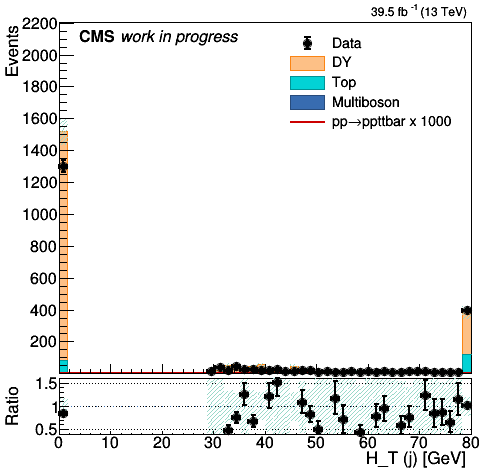 39.5 fb⁻¹ (13 TeV)
CMS work in progress
Events
2200
2000
1800
1600
1400
1200
1000
800
600
400
200
Data
DY
Top
Multiboson
pp→ppttbar x 1000
Ratio
1.5
1
0.5
0 10 20 30 40 50 60 70 80
H_T (j) [GeV]